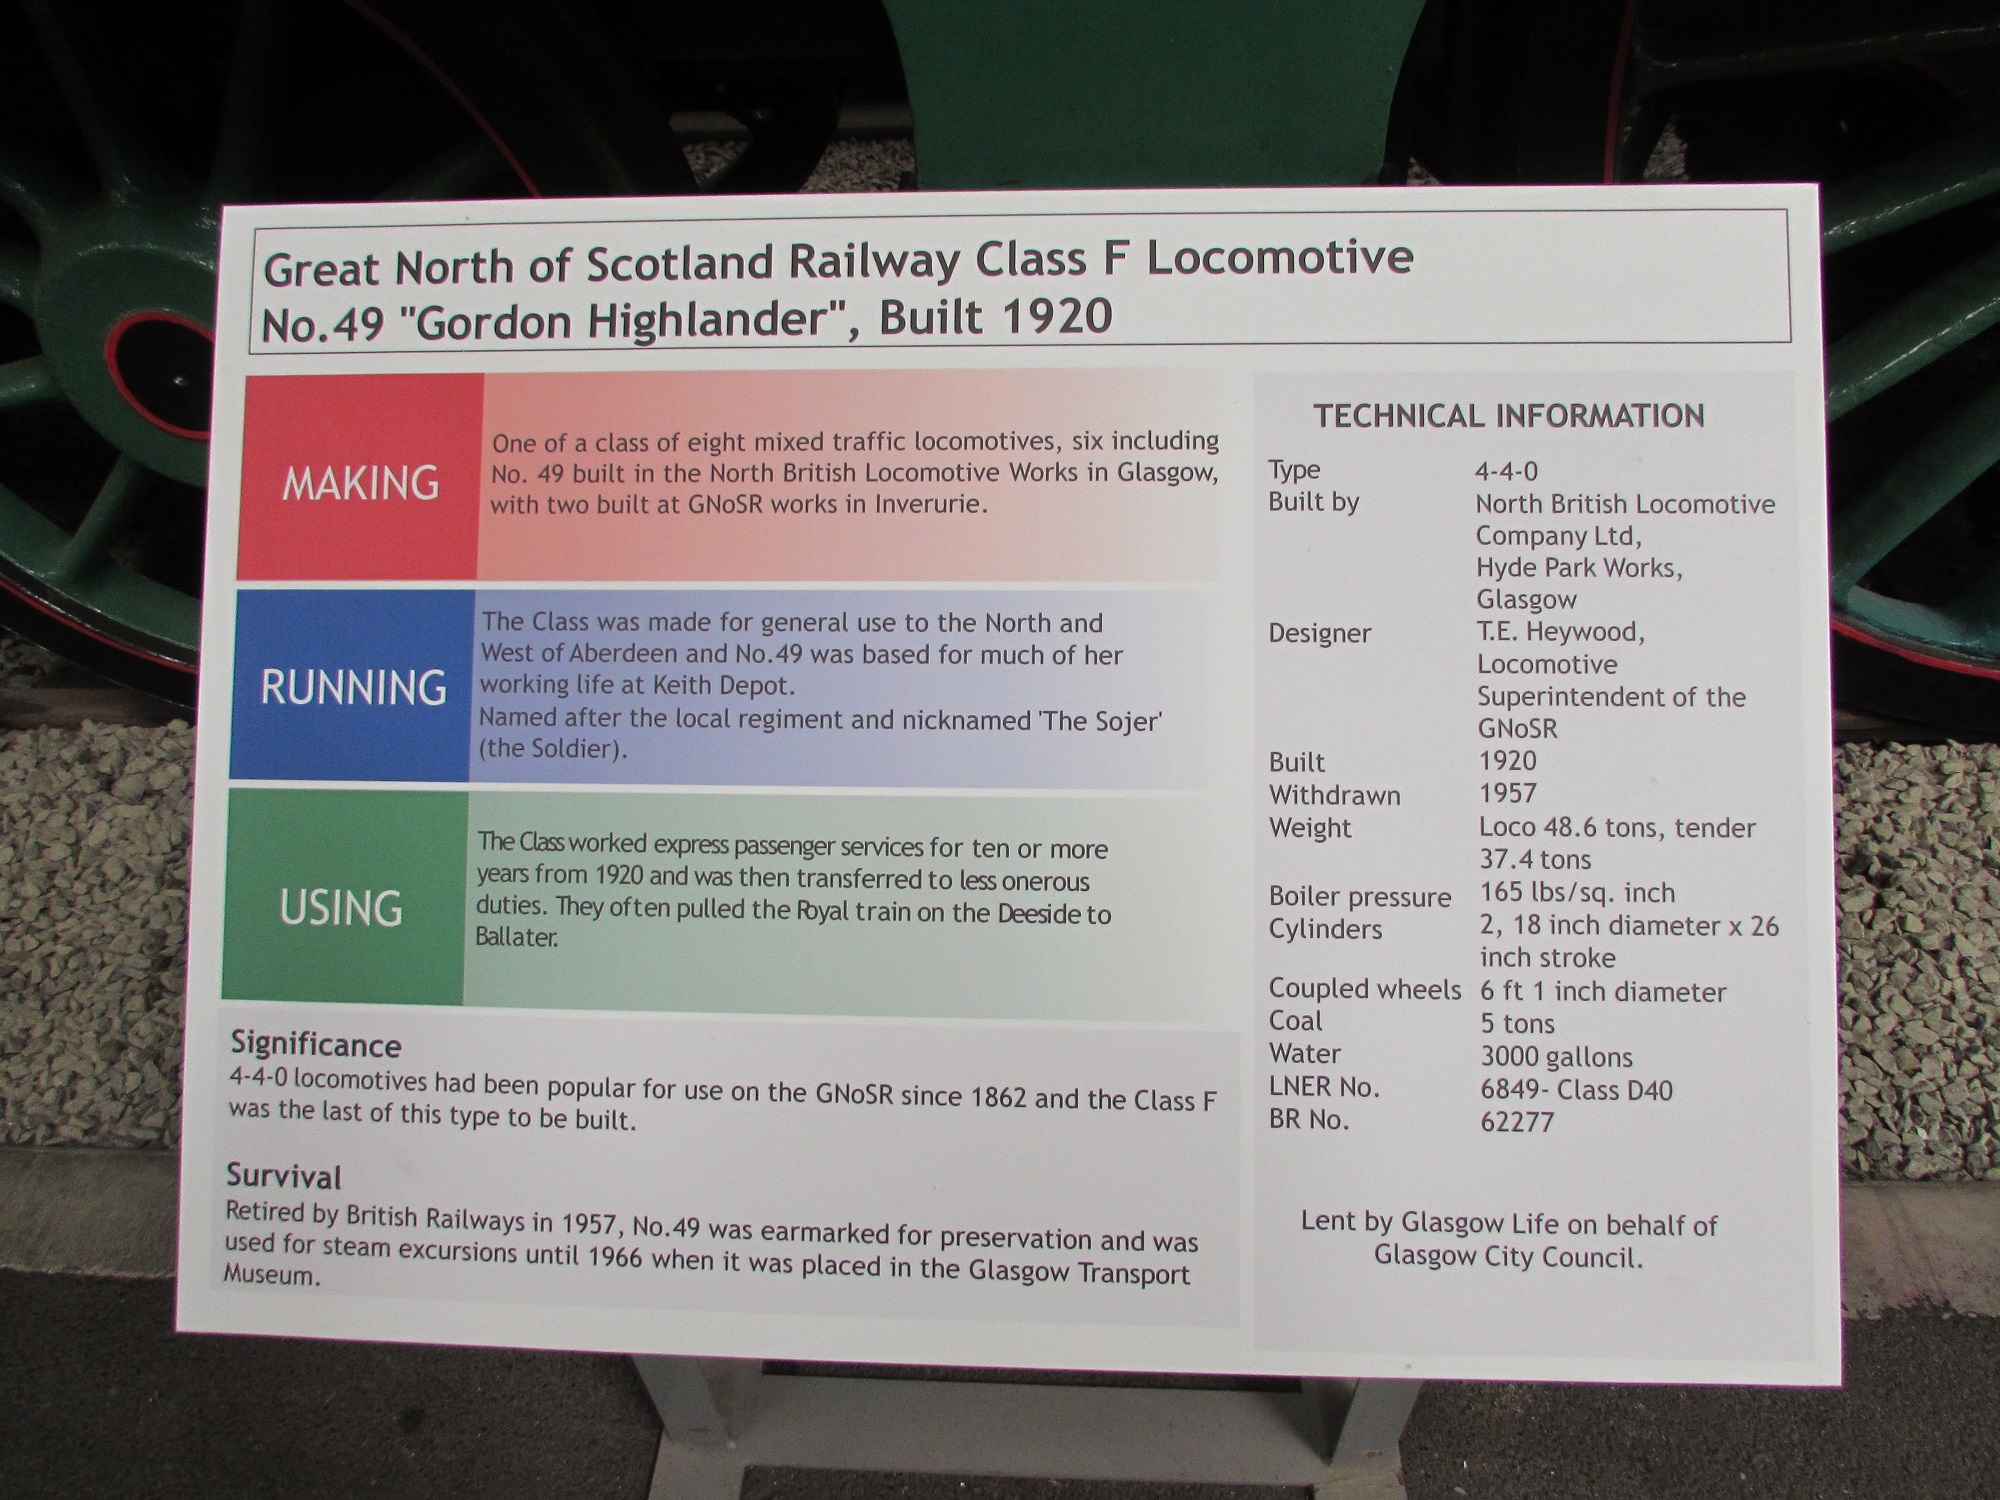 Great North of Scotland Railway Class F Locomotive
No.49 "Gordon Highlander", Built 1920
MAKING
One of a class of eight mixed traffic locomotives, six including
No. 49 built in the North British Locomotive Works in Glasgow,
with two built at GNoSR works in Inverurie.
RUNNING
The Class was made for general use to the North and
West of Aberdeen and No.49 was based for much of her
working life at Keith Depot.
Named after the local regiment and nicknamed 'The Sojer'
(the Soldier).
USING
The Class worked express passenger services for ten or more
years from 1920 and was then transferred to less onerous
duties. They often pulled the Royal train on the Deeside to
Ballater.
Significance
4-4-0 locomotives had been popular for use on the GNoSR since 1862 and the Class F
was the last of this type to be built.
Survival
Retired by British Railways in 1957, No.49 was earmarked for preservation and was
used for steam excursions until 1966 when it was placed in the Glasgow Transport
Museum.
TECHNICAL INFORMATION
Type 4-4-0
Built by North British Locomotive
Company Ltd,
Hyde Park Works,
Glasgow
Designer T.E. Heywood,
Locomotive
Superintendent of the
GNoSR
Built 1920
Withdrawn 1957
Weight Loco 48.6 tons, tender
37.4 tons
Boiler pressure 165 lbs/sq. inch
Cylinders 2, 18 inch diameter x 26
inch stroke
Coupled wheels 6 ft 1 inch diameter
Coal 5 tons
Water 3000 gallons
LNER No. 6849- Class D40
BR No. 62277
Lent by Glasgow Life on behalf of
Glasgow City Council.